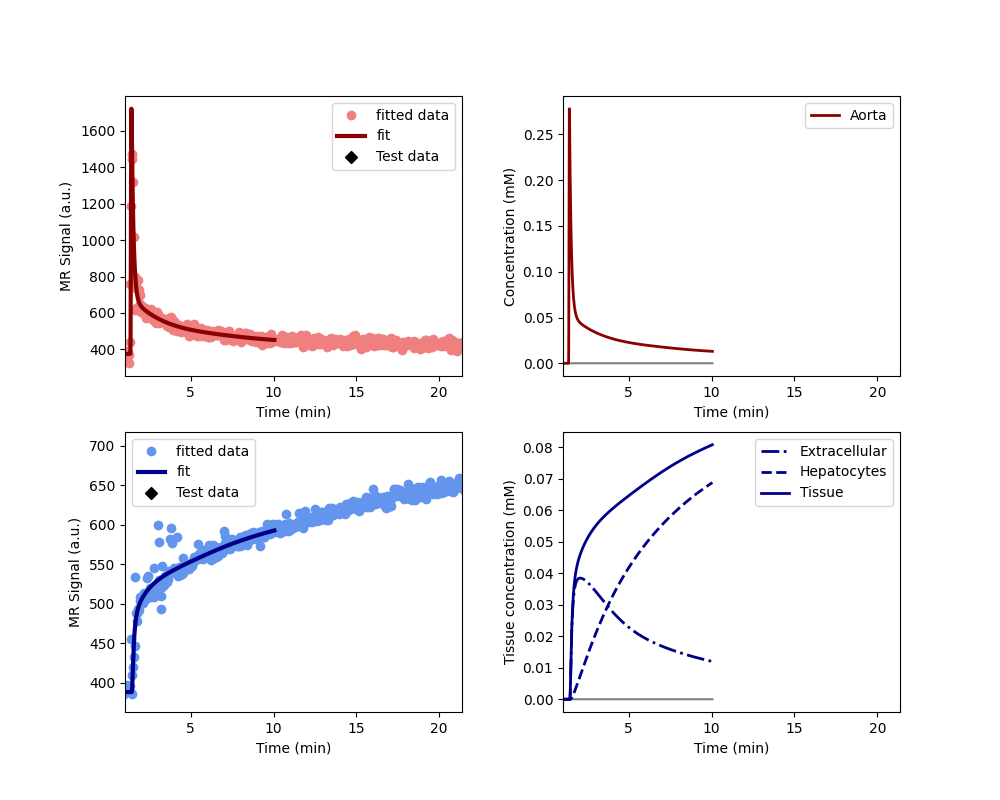 1600
1400
1200
1000
800
600
400
MR Signal (a.u.)
fitted data
fit
Test data
5
10
15
20
Time (min)
0.25
0.20
0.15
0.10
0.05
0.00
Concentration (mM)
Aorta
5
10
15
20
Time (min)
700
650
600
550
500
450
400
MR Signal (a.u.)
fitted data
fit
Test data
5
10
15
20
Time (min)
0.08
0.07
0.06
0.05
0.04
0.03
0.02
0.01
0.00
Tissue concentration (mM)
Extracellular
Hepatocytes
Tissue
5
10
15
20
Time (min)